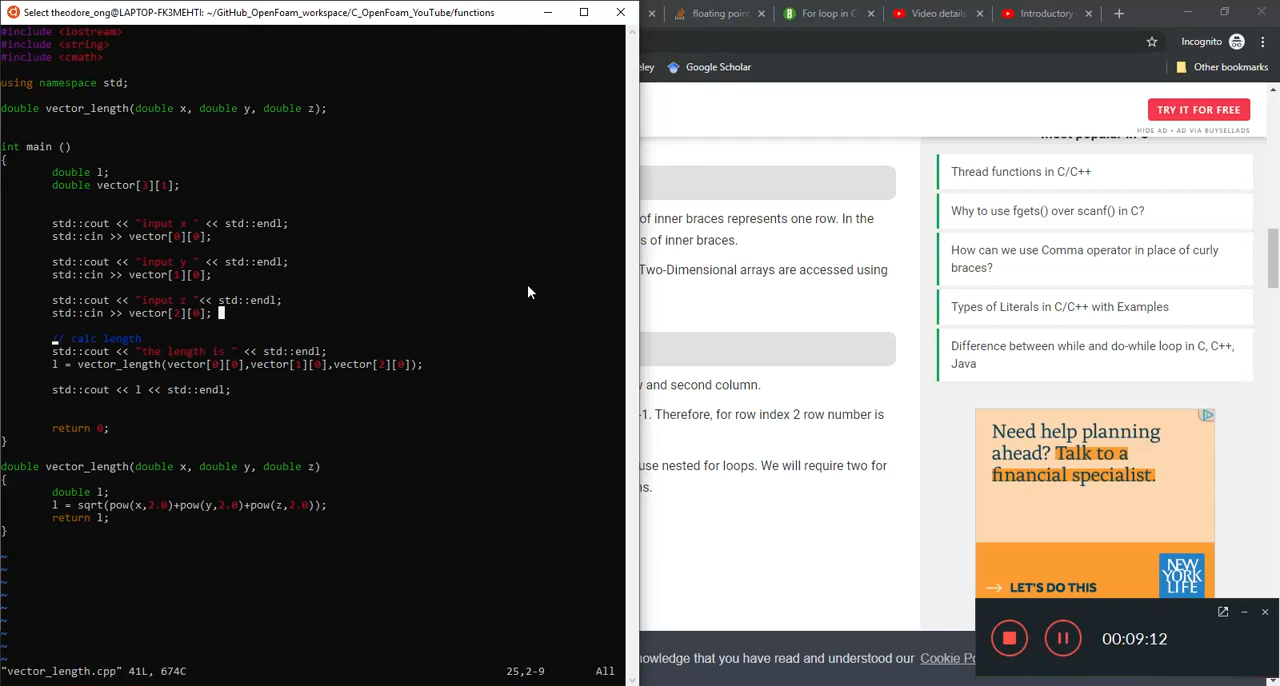 Select theodore_ong@LAPTOP-FK3MEHTI: ~/GitHub_OpenFoam_workspace/C_OpenFoam_YouTube/functions
#include <iostream>
#include <string>
#include <cmath>
using namespace std;
double vector_length(double x, double y, double z);
int main ()
{
double l;
double vector[3][1];
std::cout << "input x " << std::endl;
std::cin >> vector[0][0];
std::cout << "input y " << std::endl;
std::cin >> vector[1][0];
std::cout << "input z "<< std::endl;
std::cin >> vector[2][0];
// calc length
std::cout << "the length is " << std::endl;
l = vector_length(vector[0][0],vector[1][0],vector[2][0]);
std::cout << l << std::endl;
return 0;
}
double vector_length(double x, double y, double z)
{
double l;
l = sqrt(pow(x,2.0)+pow(y,2.0)+pow(z,2.0));
return l;
}
~
~
~
~
~
~
~
~
~
"vector_length.cpp" 41L, 674C 25,2-9 All
floating poin For loop in C Video details Introductory
Incognito
eley Google Scholar Other bookmarks
TRY IT FOR FREE
HIDE AD • AD VIA BUYSELLADS
most popular in C
of inner braces represents one row. In the
s of inner braces.
Two-Dimensional arrays are accessed using
w and second column.
-1. Therefore, for row index 2 row number is
use nested for loops. We will require two for
ns.
Thread functions in C/C++
Why to use fgets() over scanf() in C?
How can we use Comma operator in place of curly
braces?
Types of Literals in C/C++ with Examples
Difference between while and do-while loop in C, C++,
Java
Need help planning
ahead? Talk to a
financial specialist.
LET'S DO THIS
NEW
YORK
LIFE
nowledge that you have read and understood our Cookie Po
00:09:12